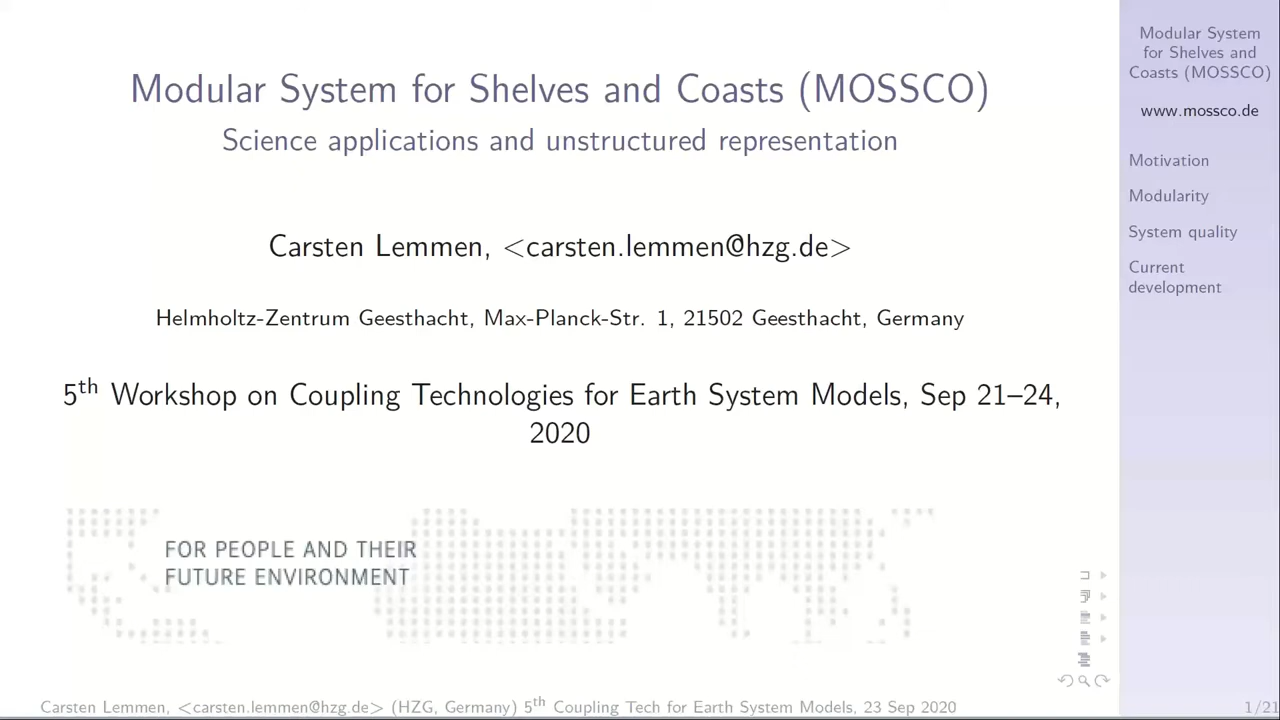 Modular System for Shelves and Coasts (MOSSCO)
Science applications and unstructured representation
Carsten Lemmen, <carsten.lemmen@hzg.de>
Helmholtz-Zentrum Geesthacht, Max-Planck-Str. 1, 21502 Geesthacht, Germany
5th Workshop on Coupling Technologies for Earth System Models, Sep 21–24,
2020
FOR PEOPLE AND THEIR
FUTURE ENVIRONMENT
Modular System
for Shelves and
Coasts (MOSSCO)
www.mossco.de
Motivation
Modularity
System quality
Current
development
Carsten Lemmen, <carsten.lemmen@hzg.de> (HZG, Germany) 5th Coupling Tech for Earth System Models, 23 Sep 2020
1/21